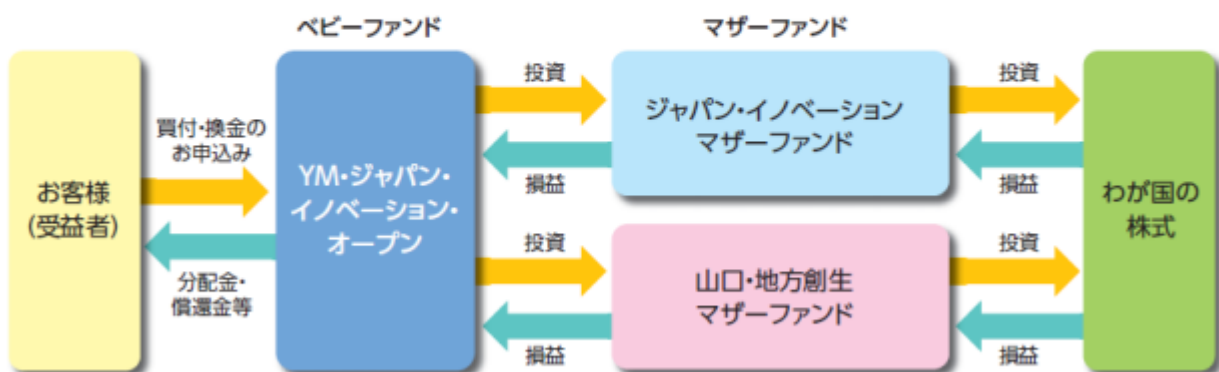 ベビーファンド
マザーファンド
お客様
(受益者)
買付・換金の
お申込み
分配金・
償還金等
YM・ジャパン・
イノベーション・
オープン
投資
損益
投資
損益
ジャパン・イノベーション
マザーファンド
山口・地方創生
マザーファンド
投資
損益
投資
損益
わが国の
株式